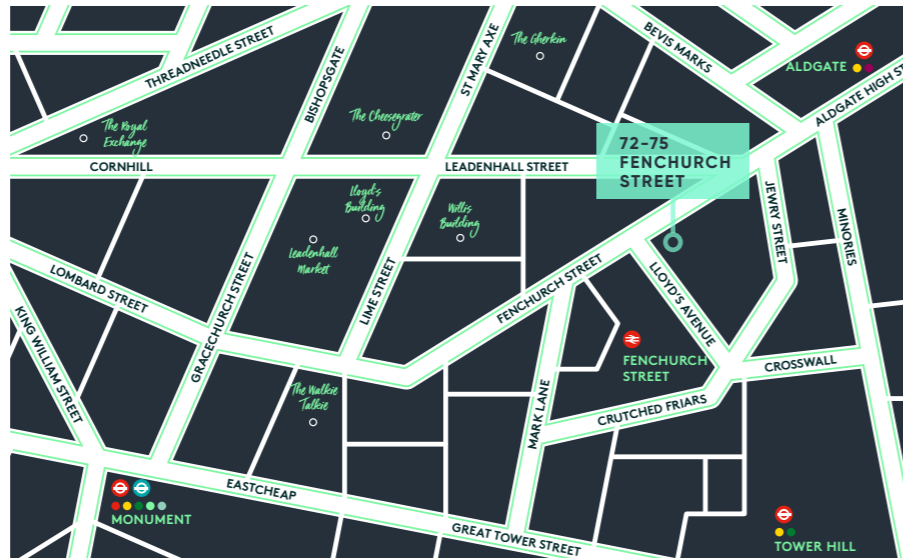 THREADNEEDLE STREET
BISHOPSGATE
ST MARY AXE
The Gherkin
BEVIS MARKS
ALDGATE
ALDGATE HIGH ST
The Royal
Exchange
The Cheesegrater
72-75
FENCHURCH
STREET
CORNHILL
LEADENHALL STREET
JEWRY STREET
MINORIES
Lloyd's
Building
Willis
Building
Leadenhall
Market
LOMBARD STREET
KING WILLIAM STREET
GRACECHURCH STREET
LIME STREET
FENCHURCH STREET
LLOYD'S AVENUE
FENCHURCH
STREET
CROSSWALL
The Walkie
Talkie
MARK LANE
CRUTCHED FRIARS
EASTCHEAP
MONUMENT
GREAT TOWER STREET
TOWER HILL